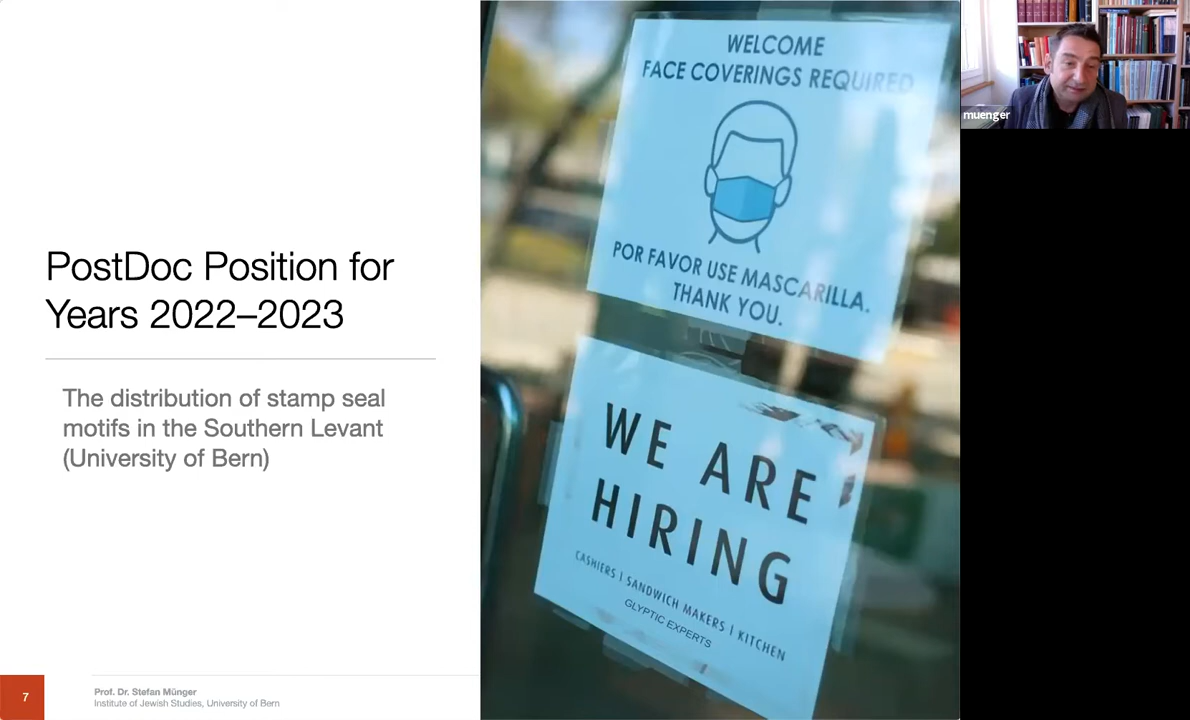 PostDoc Position for
Years 2022–2023
The distribution of stamp seal
motifs in the Southern Levant
(University of Bern)
7
Prof. Dr. Stefan Münger
Institute of Jewish Studies, University of Bern
WELCOME
FACE COVERINGS REQUIRED
POR FAVOR USE MASCARILLA.
THANK YOU.
WE ARE
HIRING
CASHIERS | SANDWICH MAKERS | KITCHEN
GLYPTIC EXPERTS
muenger